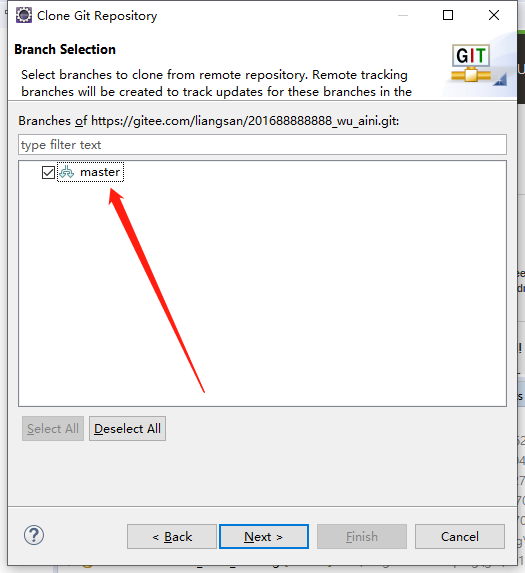 Clone Git Repository
Branch Selection
GIT
Select branches to clone from remote repository. Remote tracking
branches will be created to track updates for these branches in the
Branches of https://gitee.com/liangsan/201688888888_wu_aini.git:
type filter text
master
Select All
Deselect All
?
< Back
Next >
Finish
Cancel